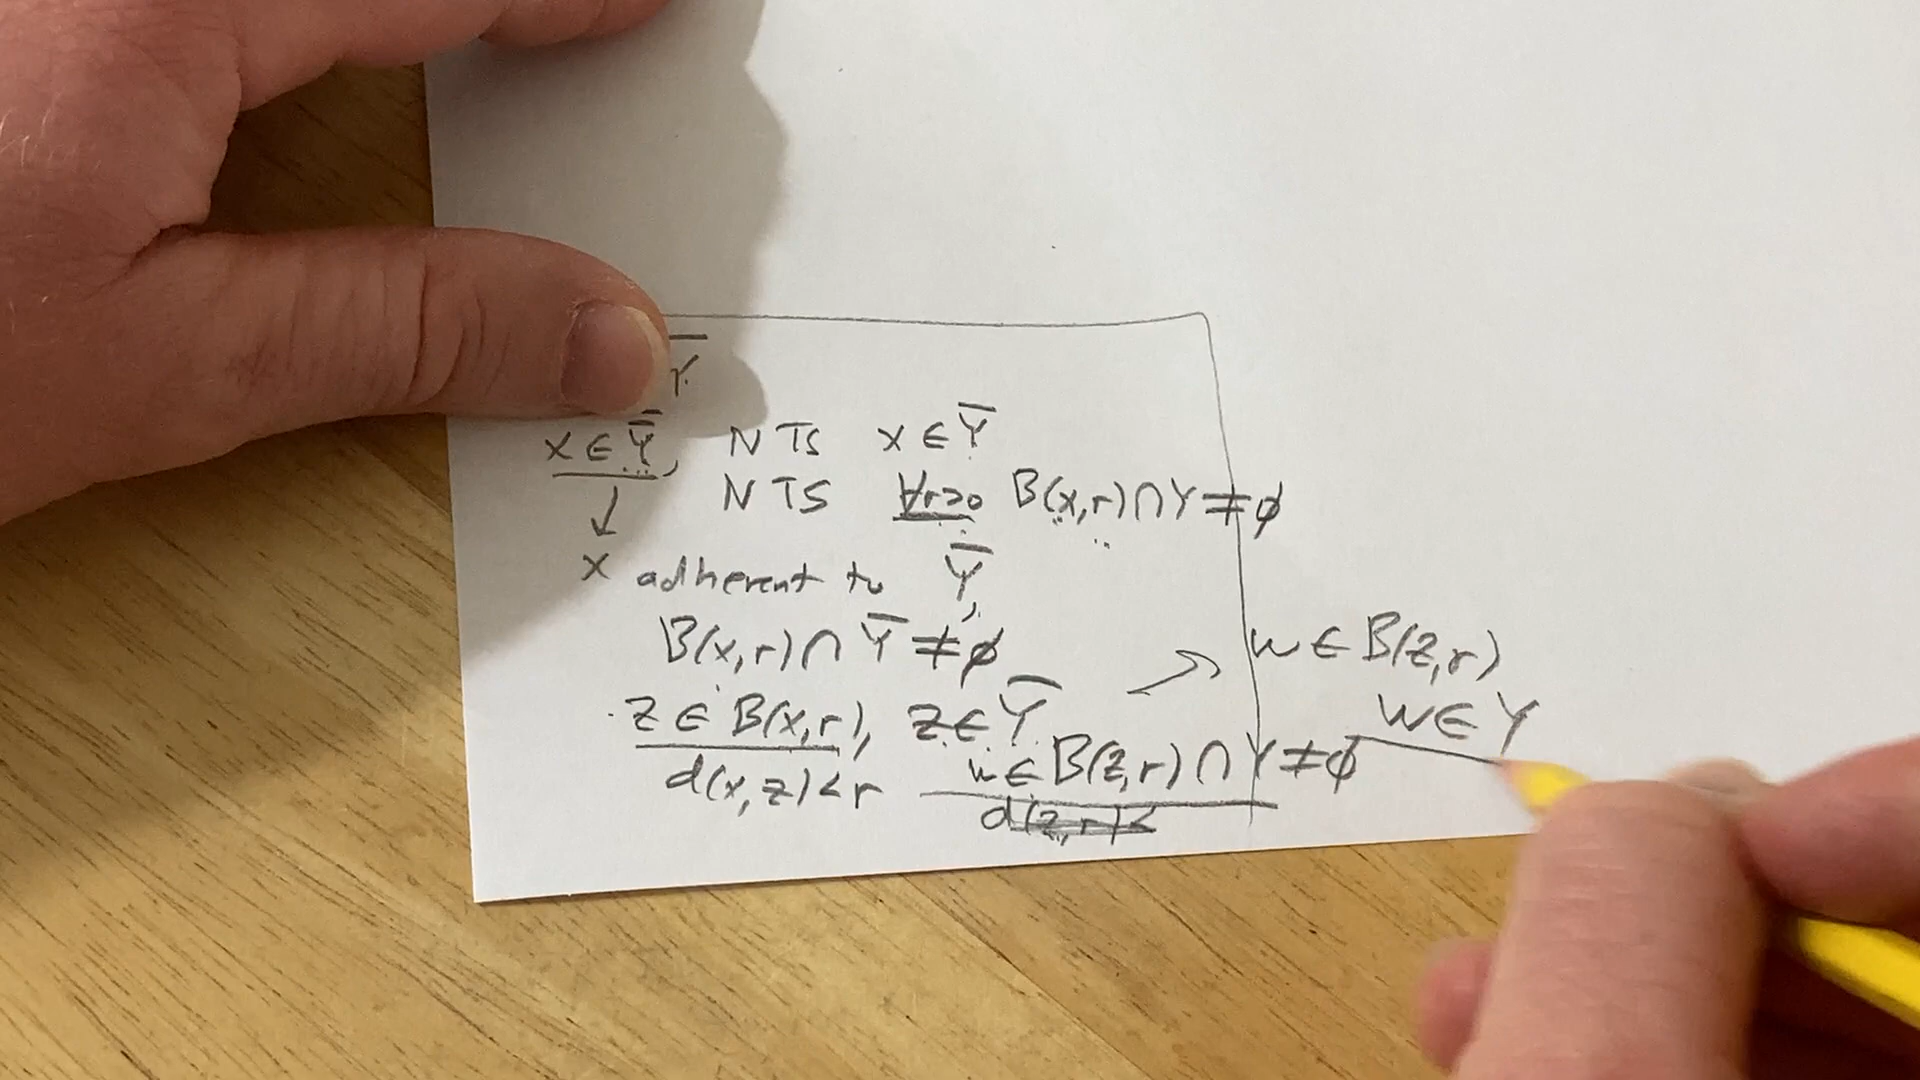 Y̅
x ∈ Y̅, NTS x ∈ Y̅
NTS ∀r>0 B(x,r)∩Y ≠ ∅
↓
x adherent to Y̅,
B(x,r)∩Y̅ ≠ ∅
z ∈ B(x,r), z ∈ Y̅ → w ∈ B(z,r)
w ∈ Y
d(x,z)<r w ∈ B(z,r)∩Y ≠ ∅
d(z,r)<